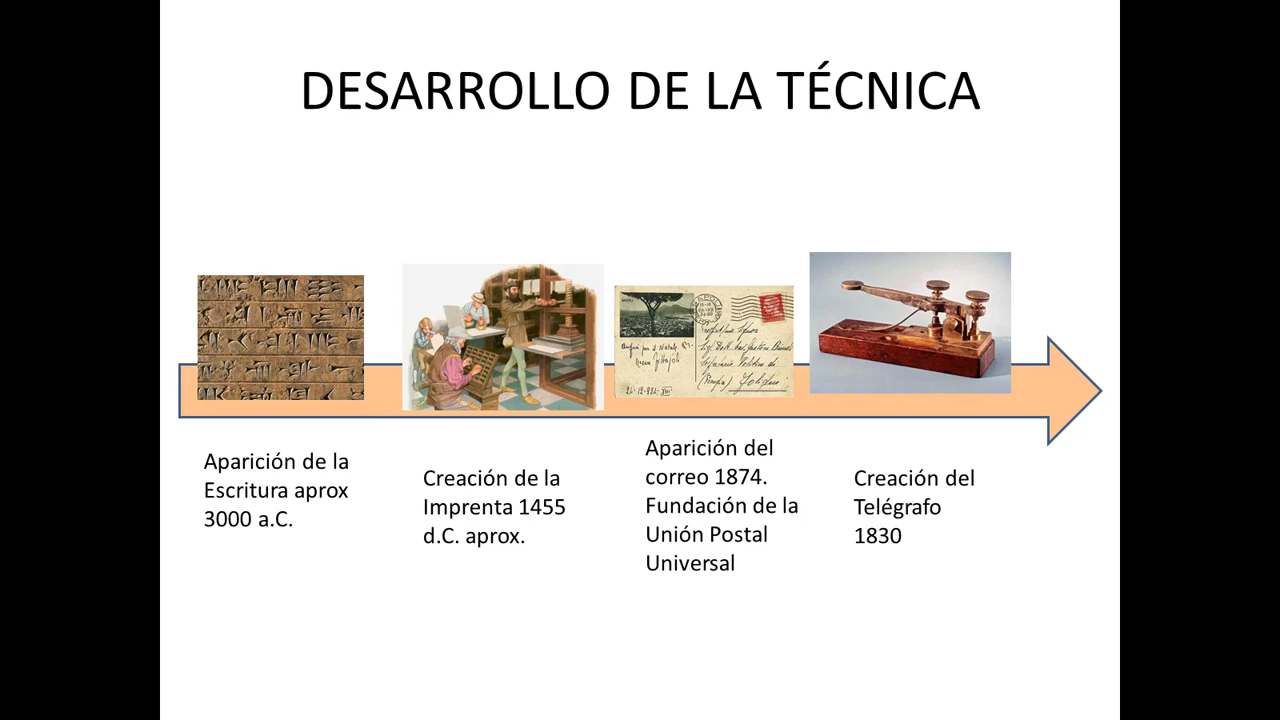 DESARROLLO DE LA TÉCNICA
Aparición de la
Escritura aprox
3000 a.C.
Creación de la
Imprenta 1455
d.C. aprox.
Aparición del
correo 1874.
Fundación de la
Unión Postal
Universal
Creación del
Telégrafo
1830